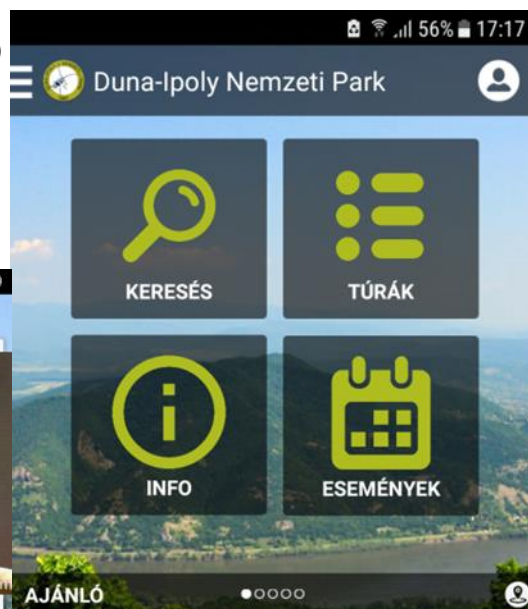 56% 17:17
Duna-Ipoly Nemzeti Park
KERESÉS
TÚRÁK
INFO
ESEMÉNYEK
AJÁNLÓ